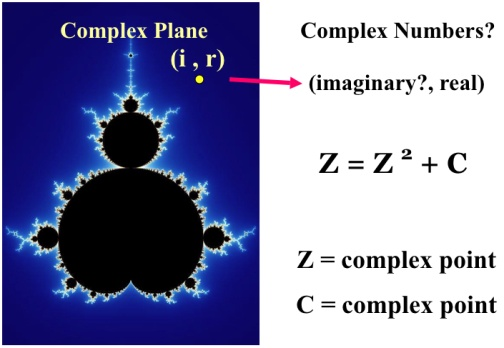 Complex Plane
(i , r)
Complex Numbers?
(imaginary?, real)
Z = Z ² + C
Z = complex point
C = complex point